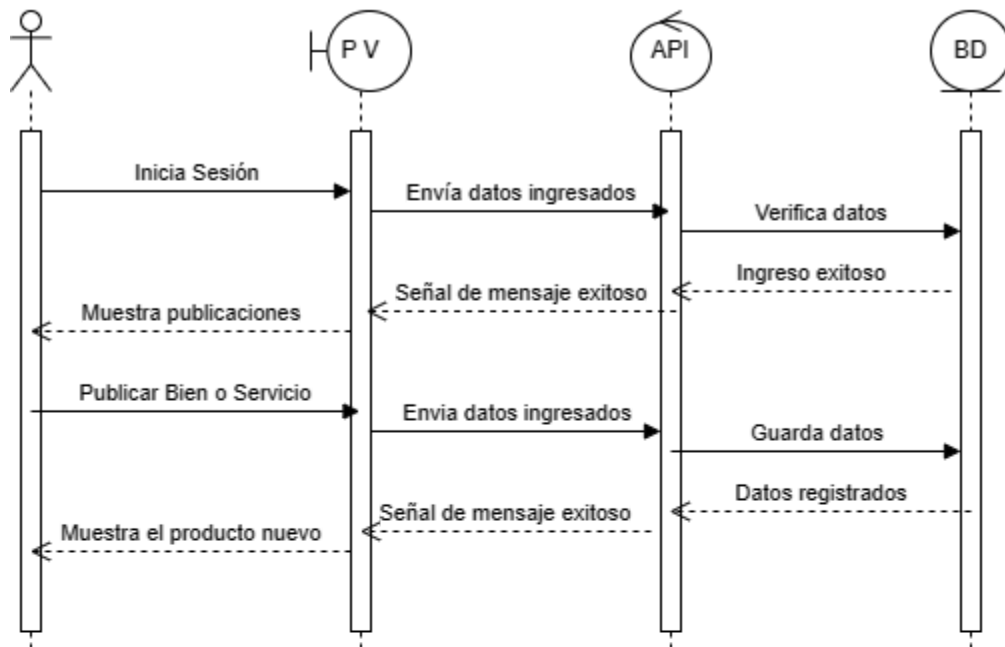 P V
API
BD
Inicia Sesión
Envía datos ingresados
Verifica datos
Ingreso exitoso
Señal de mensaje exitoso
Muestra publicaciones
Publicar Bien o Servicio
Envia datos ingresados
Guarda datos
Datos registrados
Señal de mensaje exitoso
Muestra el producto nuevo